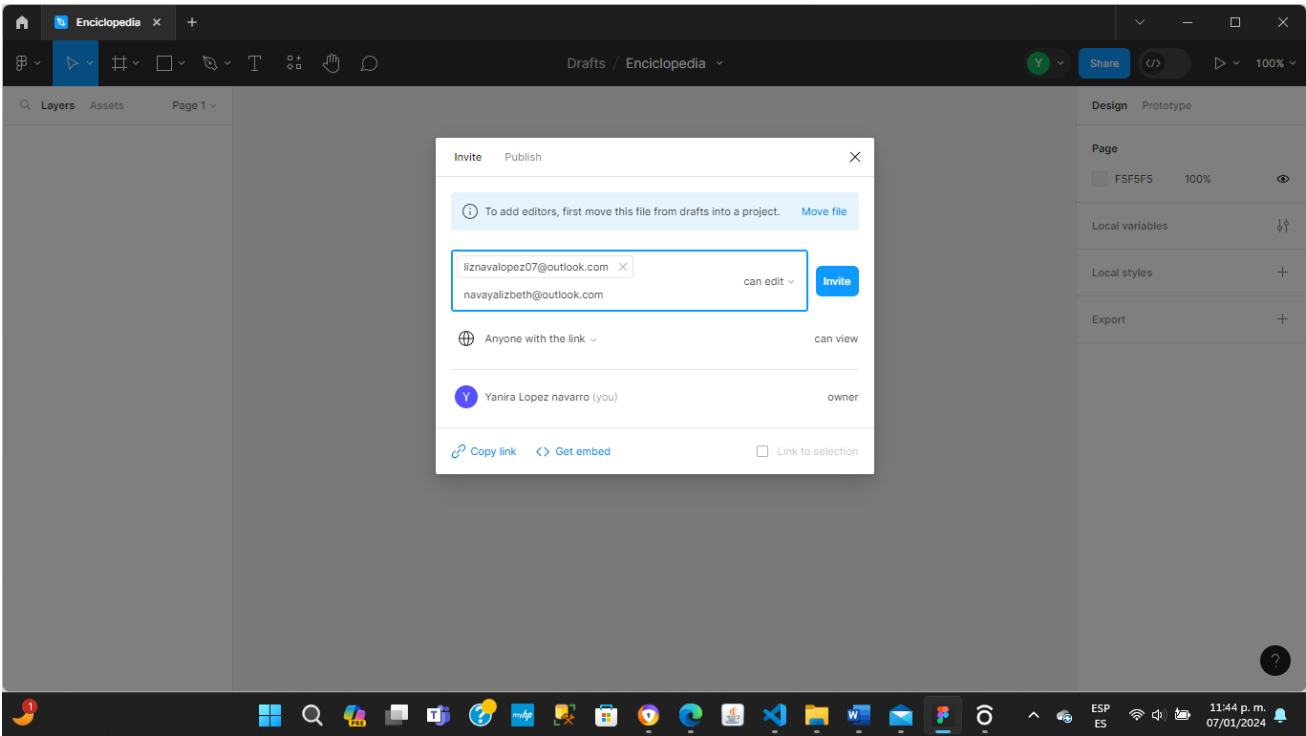 Enciclopedia
Drafts / Enciclopedia
Y
Share
100%
Layers Assets Page 1
Design Prototype
Page
F5F5F5 100%
Local variables
Local styles
Export
Invite Publish
To add editors, first move this file from drafts into a project. Move file
liznavalopez07@outlook.com
navayalizbeth@outlook.com
can edit
Invite
Anyone with the link can view
Y Yanira Lopez navarro (you) owner
Copy link Get embed Link to selection
?
1
PRE
myhp
ESP
ES
11:44 p. m.
07/01/2024